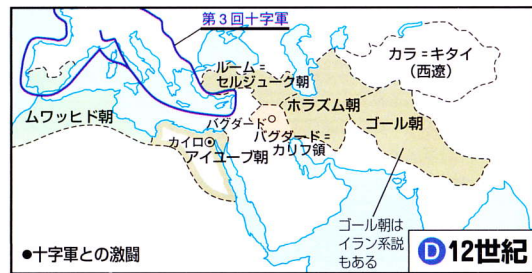 第3回十字軍
カラ＝キタイ
（西遼）
ルーム＝
セルジューク朝
ホラズム朝
ゴール朝
ムワッヒド朝
バグダード
バグダード＝
カリフ領
カイロ
アイユーブ朝
ゴール朝は
イラン系説
もある
●十字軍との激闘
D 12世紀